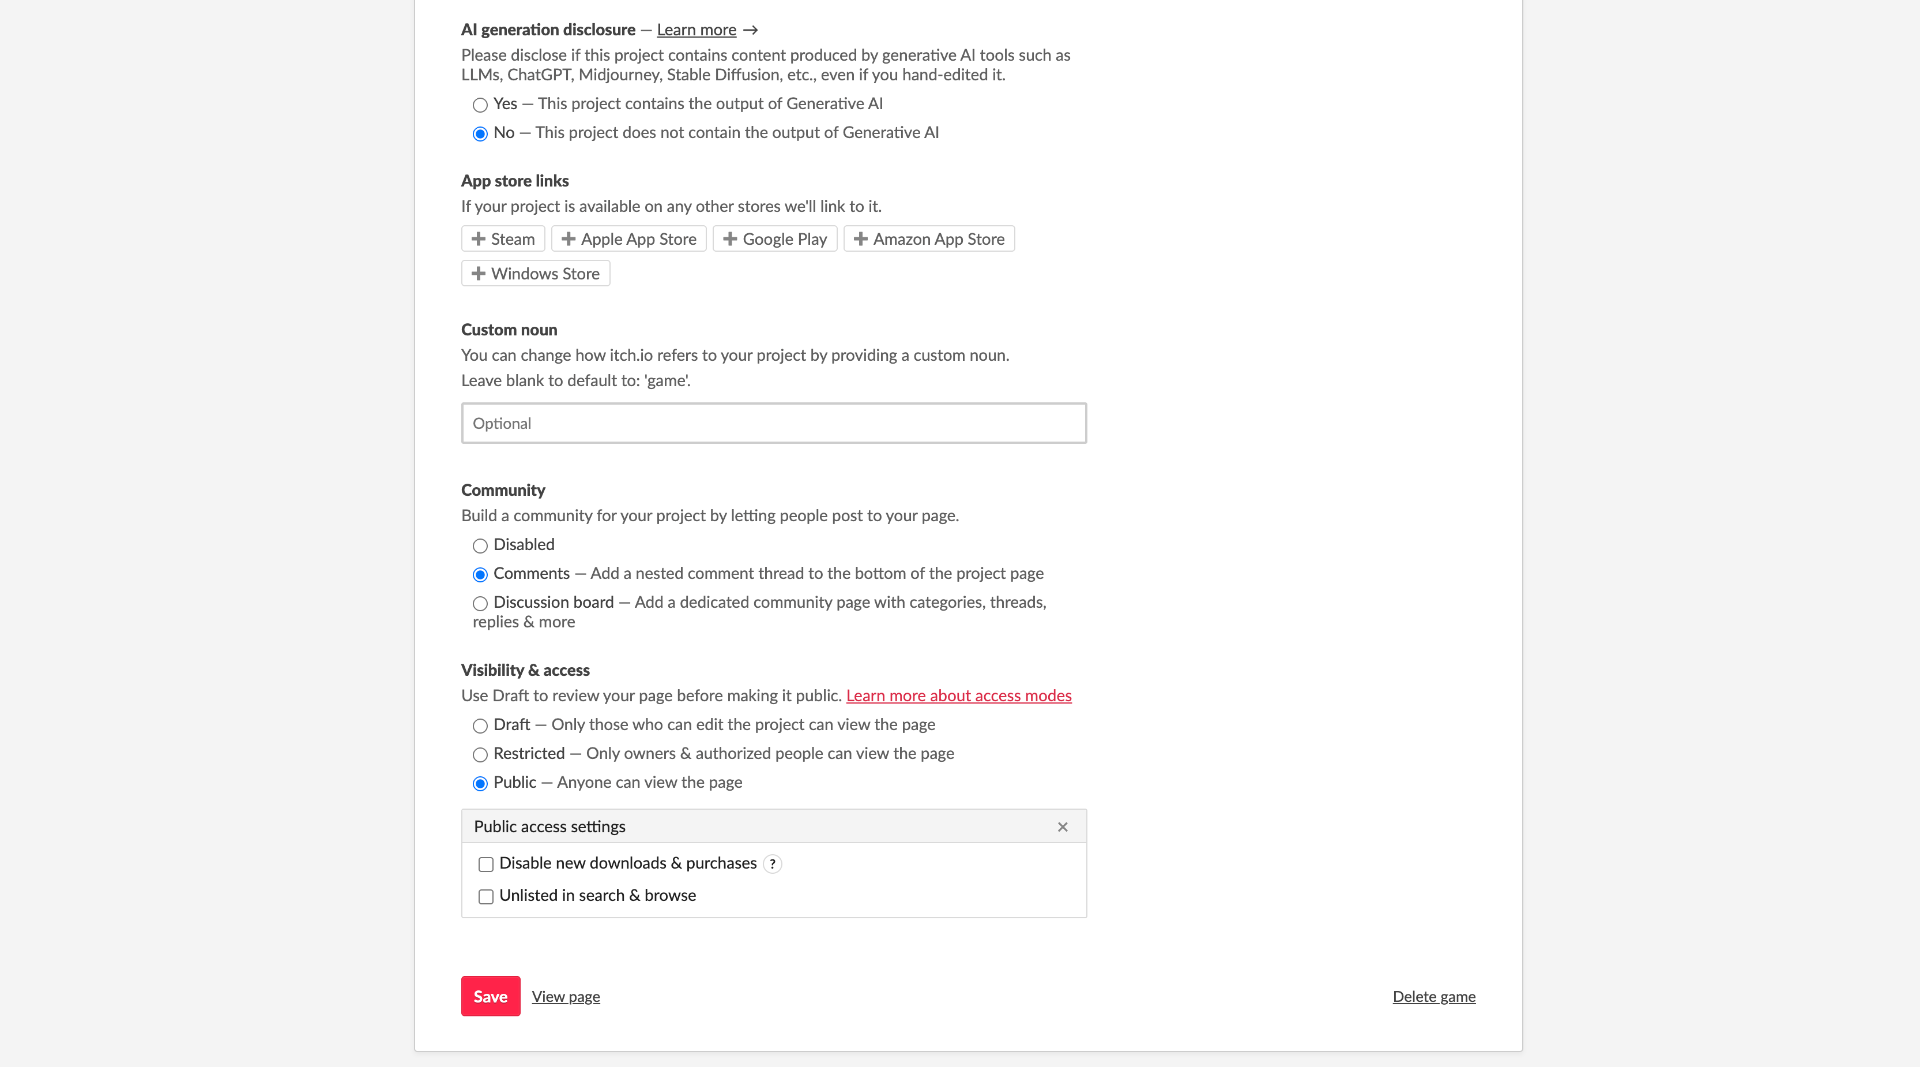 AI generation disclosure — Learn more →
Please disclose if this project contains content produced by generative AI tools such as
LLMs, ChatGPT, Midjourney, Stable Diffusion, etc., even if you hand-edited it.
Yes — This project contains the output of Generative AI
No — This project does not contain the output of Generative AI
App store links
If your project is available on any other stores we'll link to it.
Steam Apple App Store Google Play Amazon App Store
Windows Store
Custom noun
You can change how itch.io refers to your project by providing a custom noun.
Leave blank to default to: 'game'.
Optional
Community
Build a community for your project by letting people post to your page.
Disabled
Comments — Add a nested comment thread to the bottom of the project page
Discussion board — Add a dedicated community page with categories, threads,
replies & more
Visibility & access
Use Draft to review your page before making it public. Learn more about access modes
Draft — Only those who can edit the project can view the page
Restricted — Only owners & authorized people can view the page
Public — Anyone can view the page
Public access settings
Disable new downloads & purchases ?
Unlisted in search & browse
Save View page Delete game